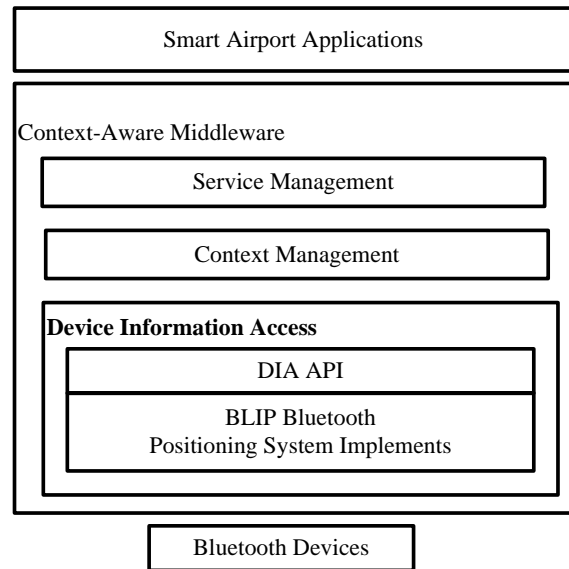 Smart Airport Applications
Context-Aware Middleware
Service Management
Context Management
Device Information Access
DIA API
BLIP Bluetooth
Positioning System Implements
Bluetooth Devices